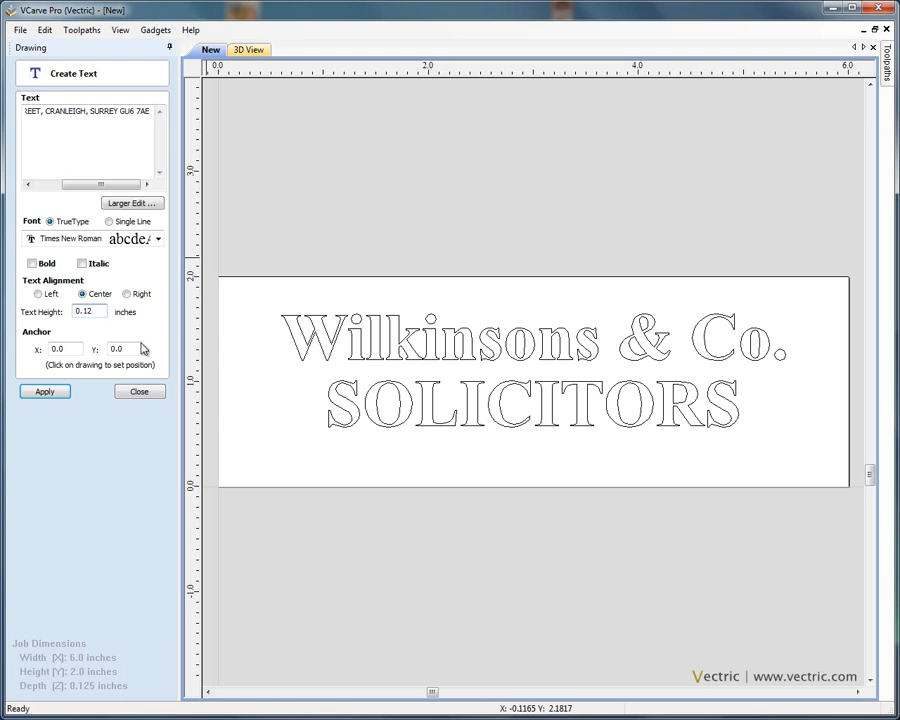 VCarve Pro {Vectric} - [New]
File Edit Toolpaths View Gadgets Help
Drawing
New 3D View
T Create Text
Text
REET, CRANLEIGH, SURREY GU6 7AE
Larger Edit ...
Font TrueType Single Line
Times New Roman abcdeA
Bold Italic
Text Alignment
Left Center Right
Text Height: 0.12 inches
Anchor
X: 0.0 Y: 0.0
(Click on drawing to set position)
Apply Close
Toolpaths
0.0 2.0 4.0 6.0
3.0
2.0
1.0
0.0
-1.0
Wilkinsons & Co.
SOLICITORS
Job Dimensions
Width (X): 6.0 inches
Height (Y): 2.0 inches
Depth (Z): 0.125 inches
Vectric | www.vectric.com
Ready
X: -0.1165 Y: 2.1817